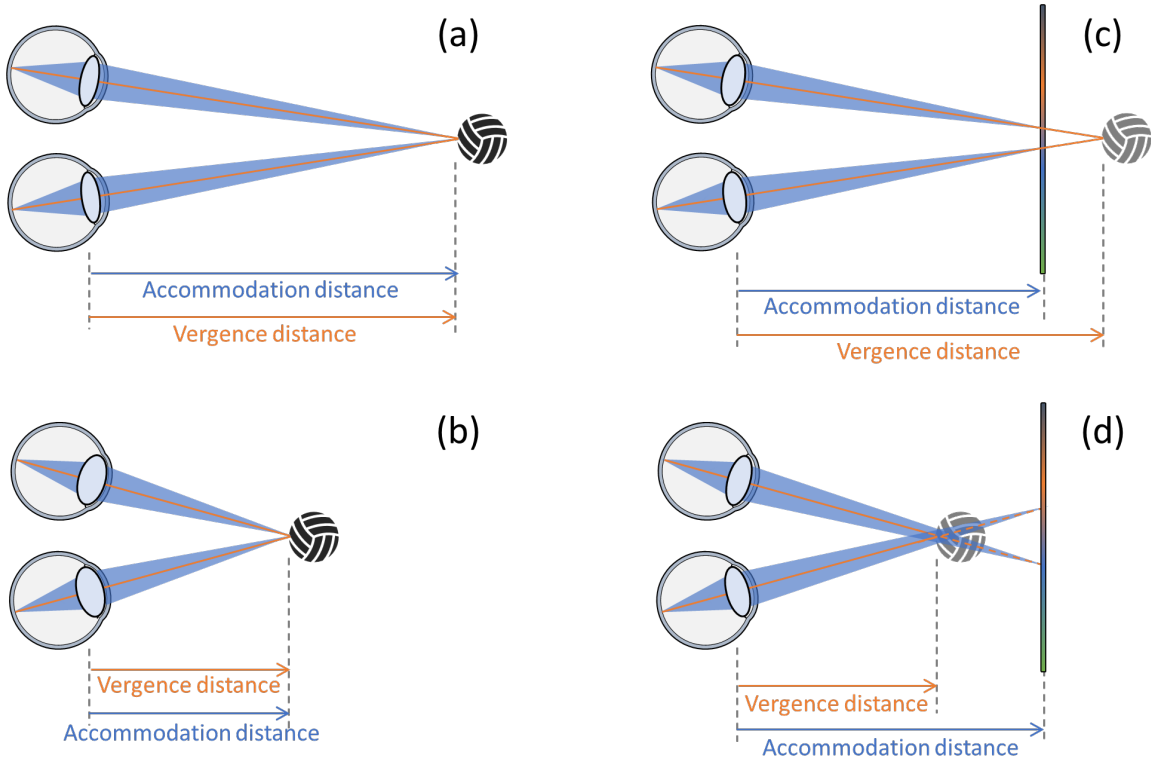 (a)
Accommodation distance
Vergence distance
(c)
Accommodation distance
Vergence distance
(b)
Vergence distance
Accommodation distance
(d)
Vergence distance
Accommodation distance